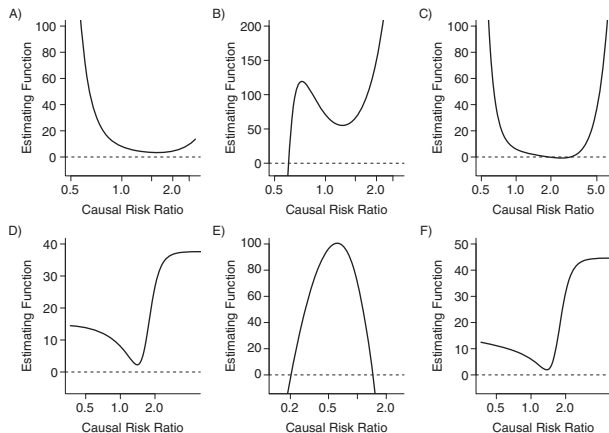 A)
Estimating Function
100
80
60
40
20
0
0.5 1.0 2.0
Causal Risk Ratio
B)
Estimating Function
200
150
100
50
0
0.5 1.0 2.0
Causal Risk Ratio
C)
Estimating Function
100
80
60
40
20
0
0.5 1.0 2.0 5.0
Causal Risk Ratio
D)
Estimating Function
40
30
20
10
0
0.5 1.0 2.0
Causal Risk Ratio
E)
Estimating Function
100
80
60
40
20
0
0.2 0.5 2.0
Causal Risk Ratio
F)
Estimating Function
50
40
30
20
10
0
0.5 1.0 2.0
Causal Risk Ratio